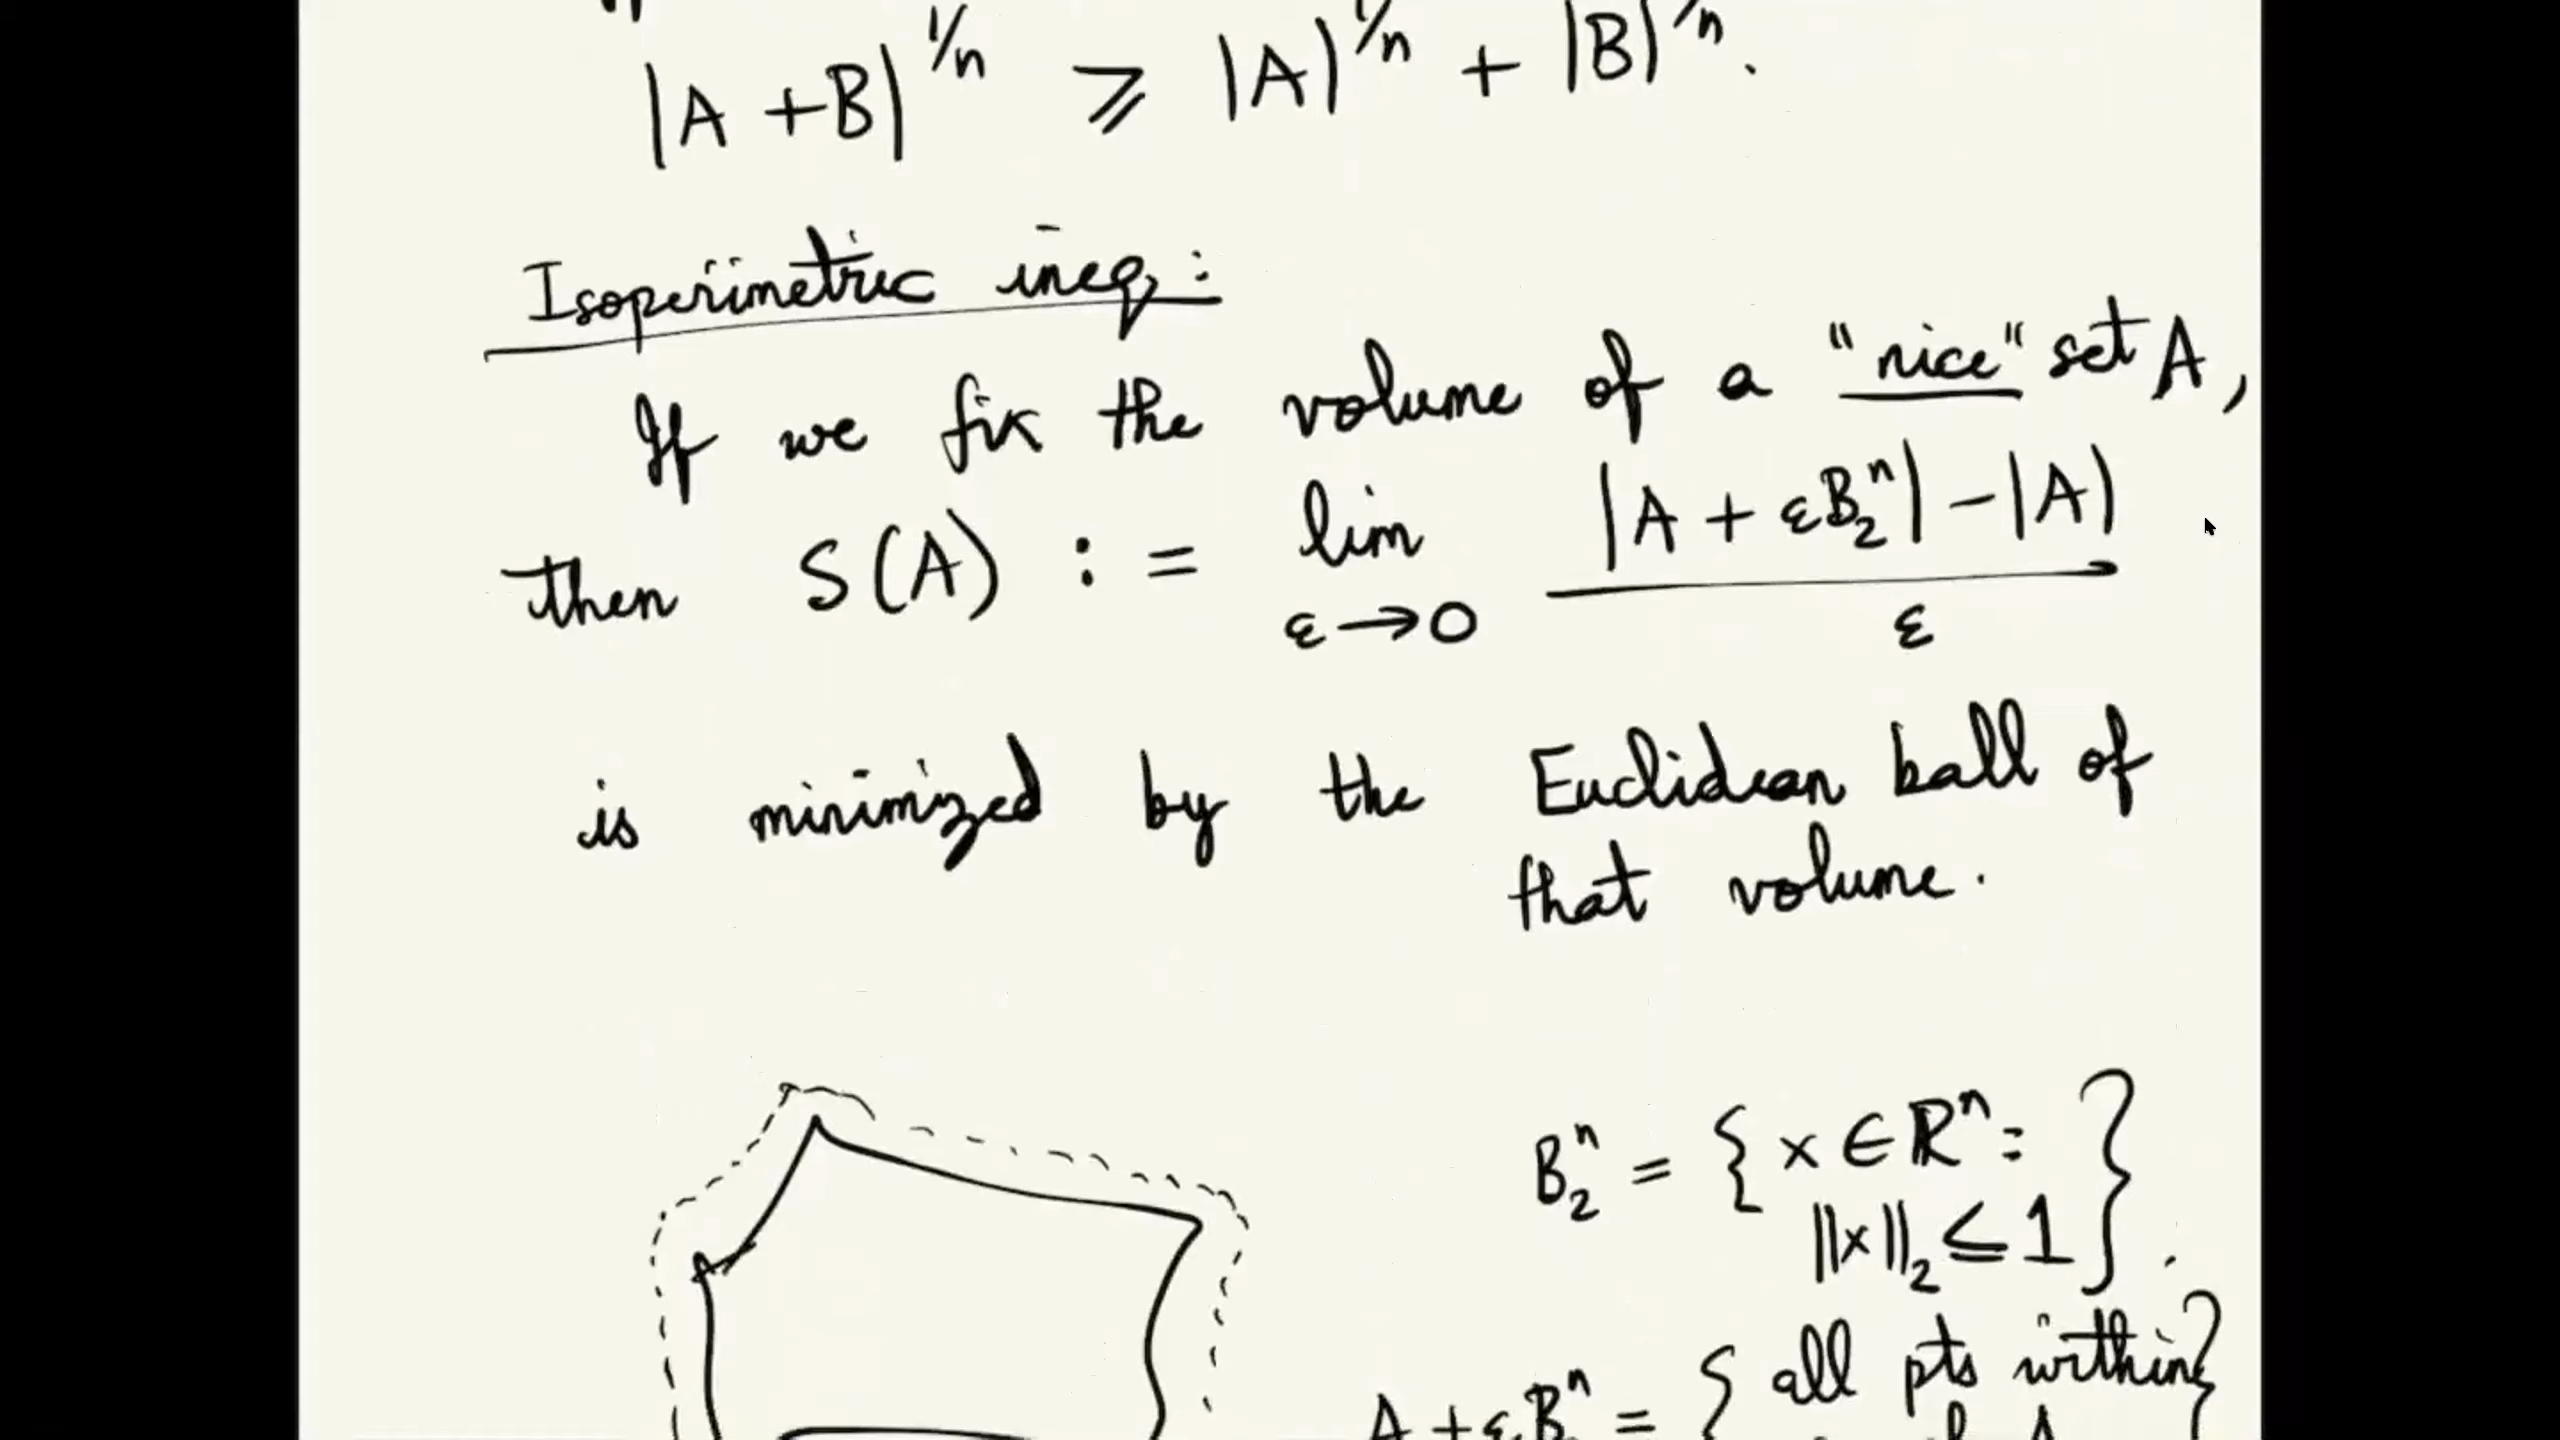 |A + B|^{1/n} ⩾ |A|^{1/n} + |B|^{1/n}.
Isoperimetric ineq:
If we fix the volume of a "nice" set A,
then S(A) := lim_{ε→0} (|A + εB_2^n| - |A|) / ε
is minimized by the Euclidean ball of
that volume.
B_2^n = { x ∈ R^n :
||x||_2 ≤ 1 }.
A + εB_2^n = { all pts within }